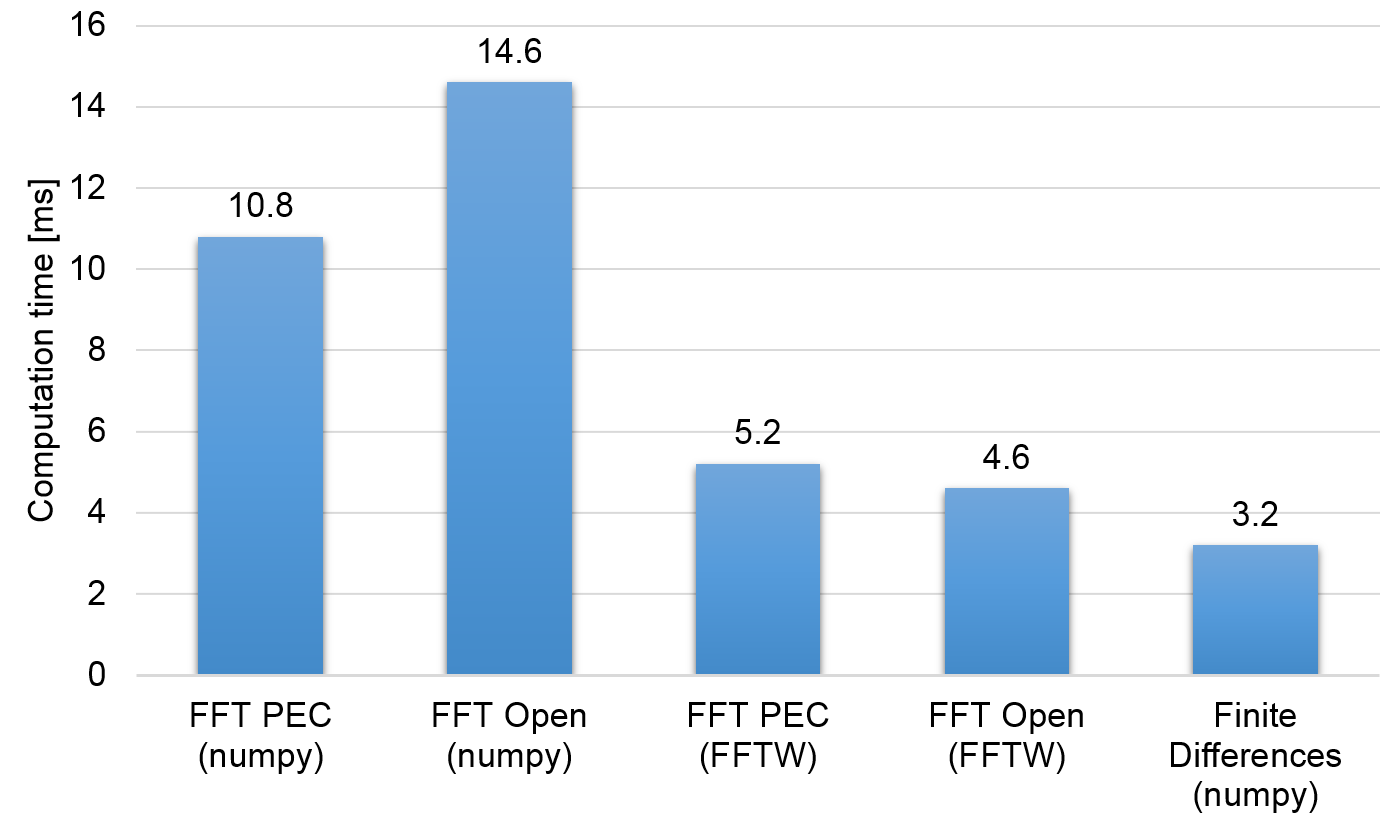 16
14.6
14
12
10.8
10
8
6
5.2
4.6
4
3.2
2
0
Computation time [ms]
FFT PEC
(numpy)
FFT Open
(numpy)
FFT PEC
(FFTW)
FFT Open
(FFTW)
Finite
Differences
(numpy)